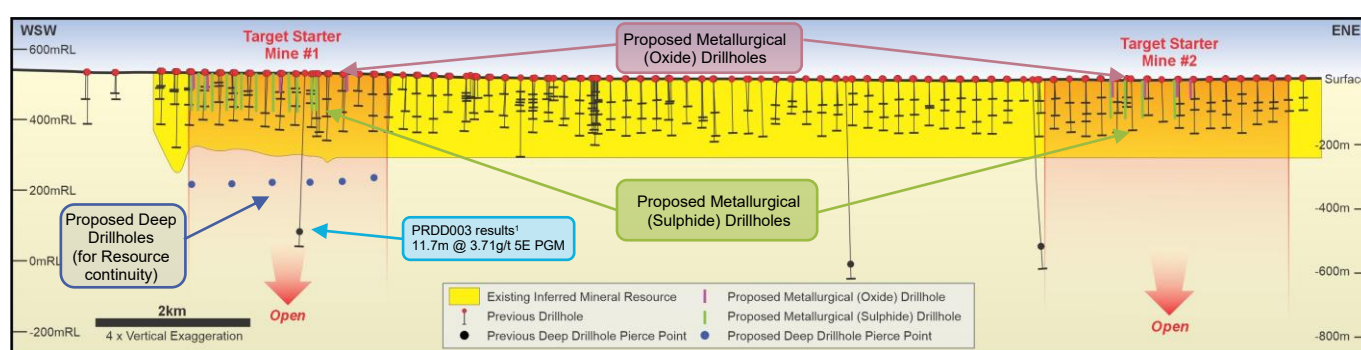 WSW
ENE
600mRL
400mRL
200mRL
0mRL
-200mRL
Target Starter
Mine #1
Proposed Metallurgical
(Oxide) Drillholes
Target Starter
Mine #2
Surface
-200m
-400m
-600m
-800m
Proposed Metallurgical
(Sulphide) Drillholes
Proposed Deep
Drillholes
(for Resource
continuity)
PRDD003 results¹
11.7m @ 3.71g/t 5E PGM
Open
Open
2km
4 x Vertical Exaggeration
Existing Inferred Mineral Resource
Previous Drillhole
Previous Deep Drillhole Pierce Point
Proposed Metallurgical (Oxide) Drillhole
Proposed Metallurgical (Sulphide) Drillhole
Proposed Deep Drillhole Pierce Point